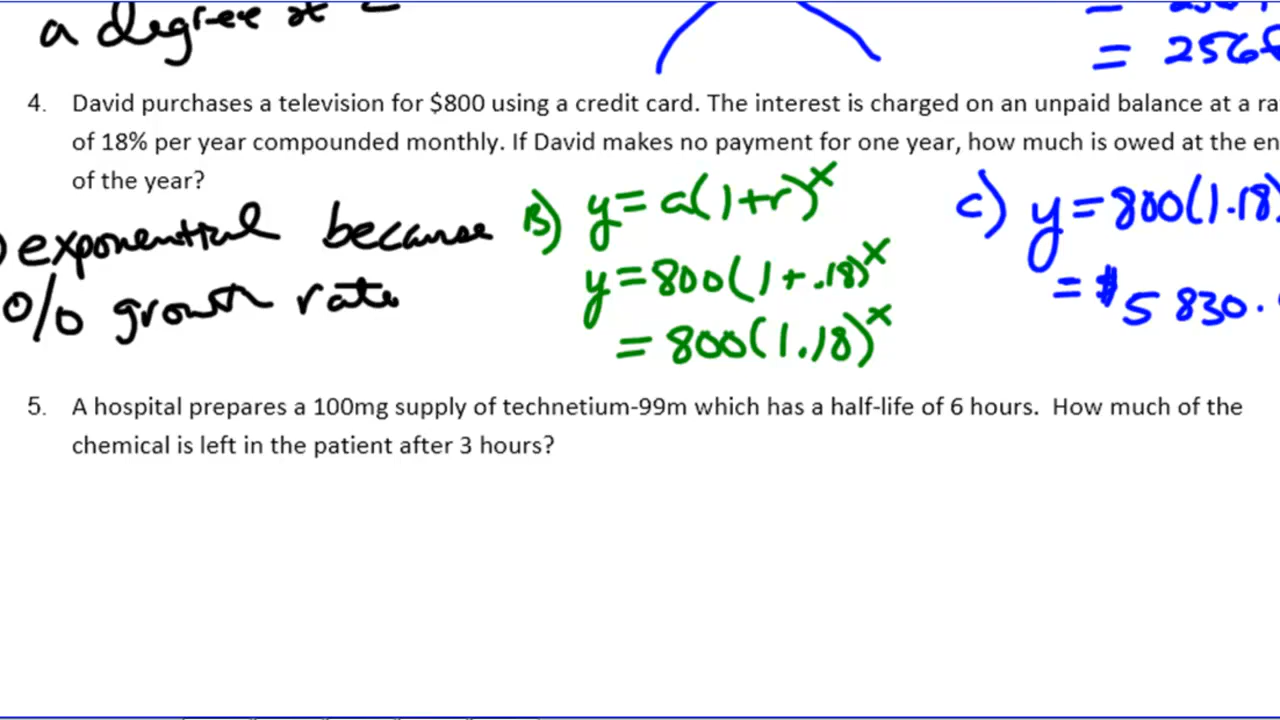 a degree of
=
= 256f
4. David purchases a television for $800 using a credit card. The interest is charged on an unpaid balance at a ra
of 18% per year compounded monthly. If David makes no payment for one year, how much is owed at the en
of the year?
) exponential because
% growth rate
B) y = a(1+r)^x
y = 800(1+.18)^x
= 800(1.18)^x
c) y = 800(1.18)
= $5830.
5. A hospital prepares a 100mg supply of technetium-99m which has a half-life of 6 hours. How much of the
chemical is left in the patient after 3 hours?